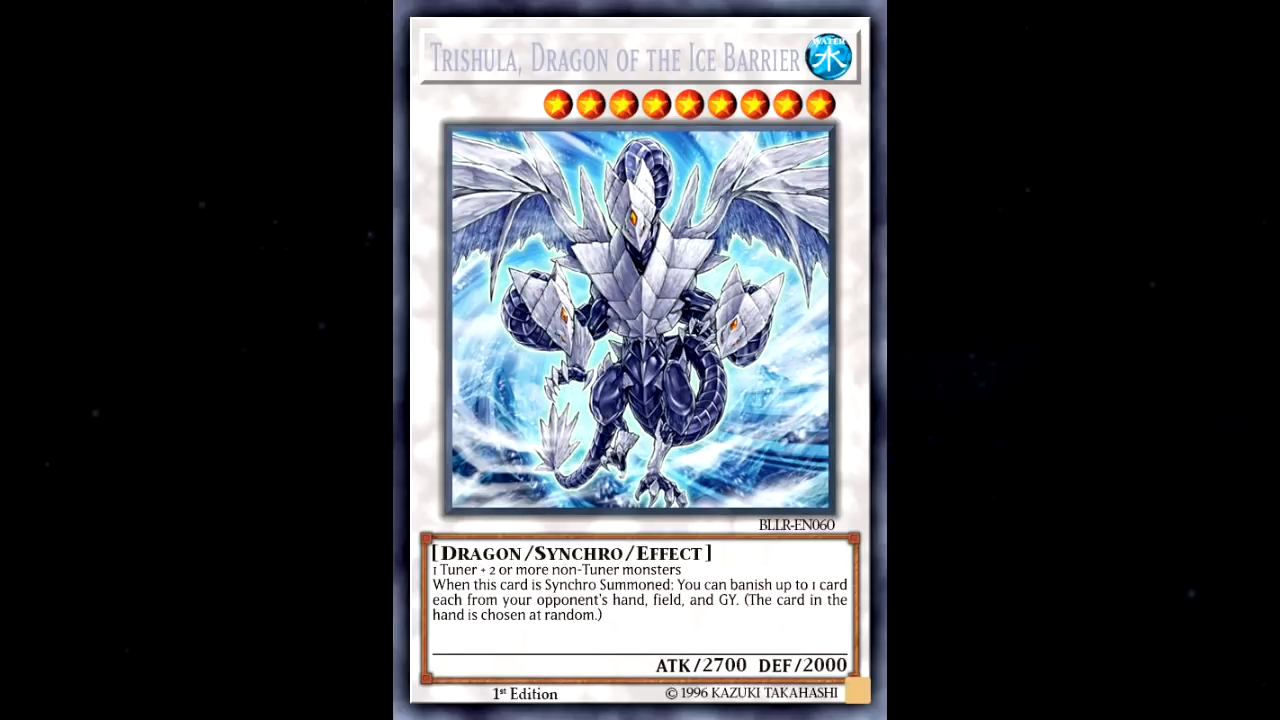 Trishula, Dragon of the Ice Barrier
WATER
水
BLLR-EN060
[Dragon/Synchro/Effect]
1 Tuner + 2 or more non-Tuner monsters
When this card is Synchro Summoned: You can banish up to 1 card
each from your opponent's hand, field, and GY. (The card in the
hand is chosen at random.)
ATK/2700 DEF/2000
1st Edition
©1996 KAZUKI TAKAHASHI